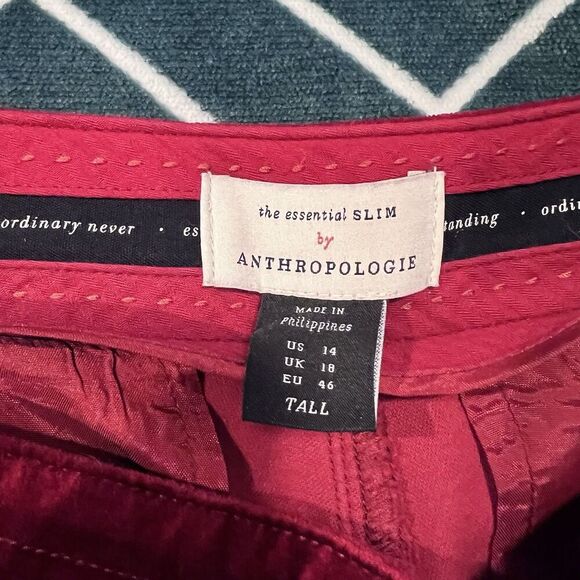 ordinary never · es
the essential SLIM
by
ANTHROPOLOGIE
tanding · ordi
MADE IN
Philippines
US 14
UK 18
EU 46
TALL